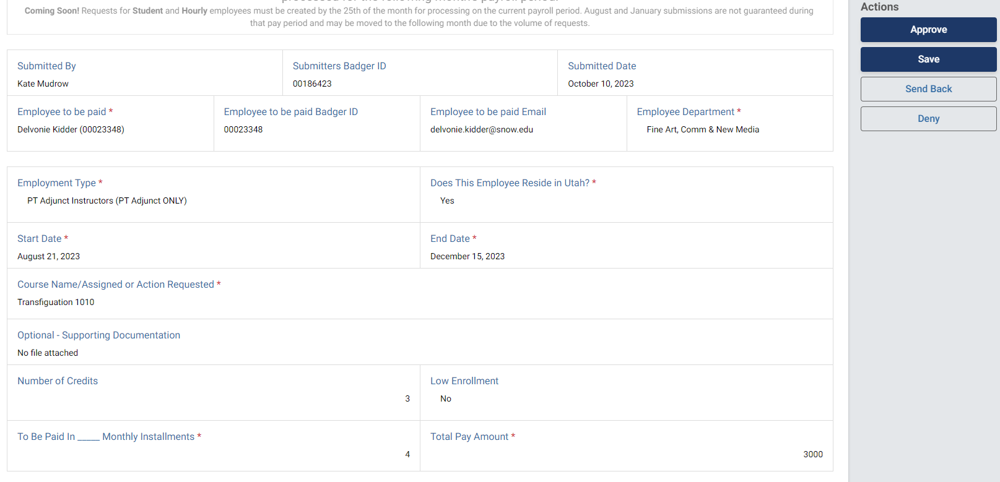 processed for the following months payroll period.
Coming Soon! Requests for Student and Hourly employees must be created by the 25th of the month for processing on the current payroll period. August and January submissions are not guaranteed during
that pay period and may be moved to the following month due to the volume of requests.
Actions
Approve
Save
Send Back
Deny
Submitted By
Kate Mudrow
Submitters Badger ID
00186423
Submitted Date
October 10, 2023
Employee to be paid *
Delvonie Kidder (00023348)
Employee to be paid Badger ID
00023348
Employee to be paid Email
delvonie.kidder@snow.edu
Employee Department *
Fine Art, Comm & New Media
Employment Type *
PT Adjunct Instructors (PT Adjunct ONLY)
Does This Employee Reside in Utah? *
Yes
Start Date *
August 21, 2023
End Date *
December 15, 2023
Course Name/Assigned or Action Requested *
Transfiguation 1010
Optional - Supporting Documentation
No file attached
Number of Credits
3
Low Enrollment
No
To Be Paid In _____ Monthly Installments *
4
Total Pay Amount *
3000